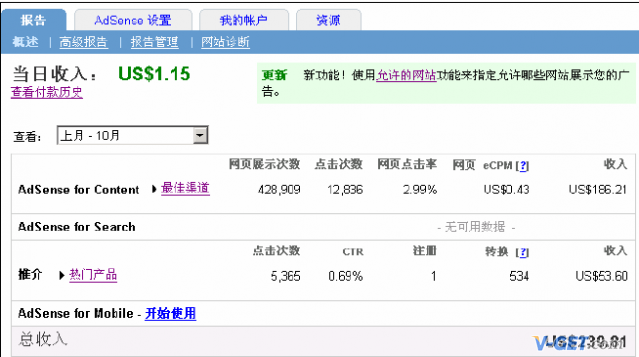 报告 AdSense 设置 我的帐户 资源
概述 | 高级报告 | 报告管理 | 网站诊断
当日收入： US$1.15
查看付款历史
更新 新功能！使用允许的网站功能来指定允许哪些网站展示您的广
告。
查看： 上月 - 10月
网页展示次数 点击次数 网页点击率 网页 eCPM [?] 收入
AdSense for Content 最佳渠道 428,909 12,836 2.99% US$0.43 US$186.21
AdSense for Search - 无可用数据 -
点击次数 CTR 注册 转换 [?] 收入
推介 热门产品 5,365 0.69% 1 534 US$53.60
AdSense for Mobile - 开始使用
总收入 US$239.81